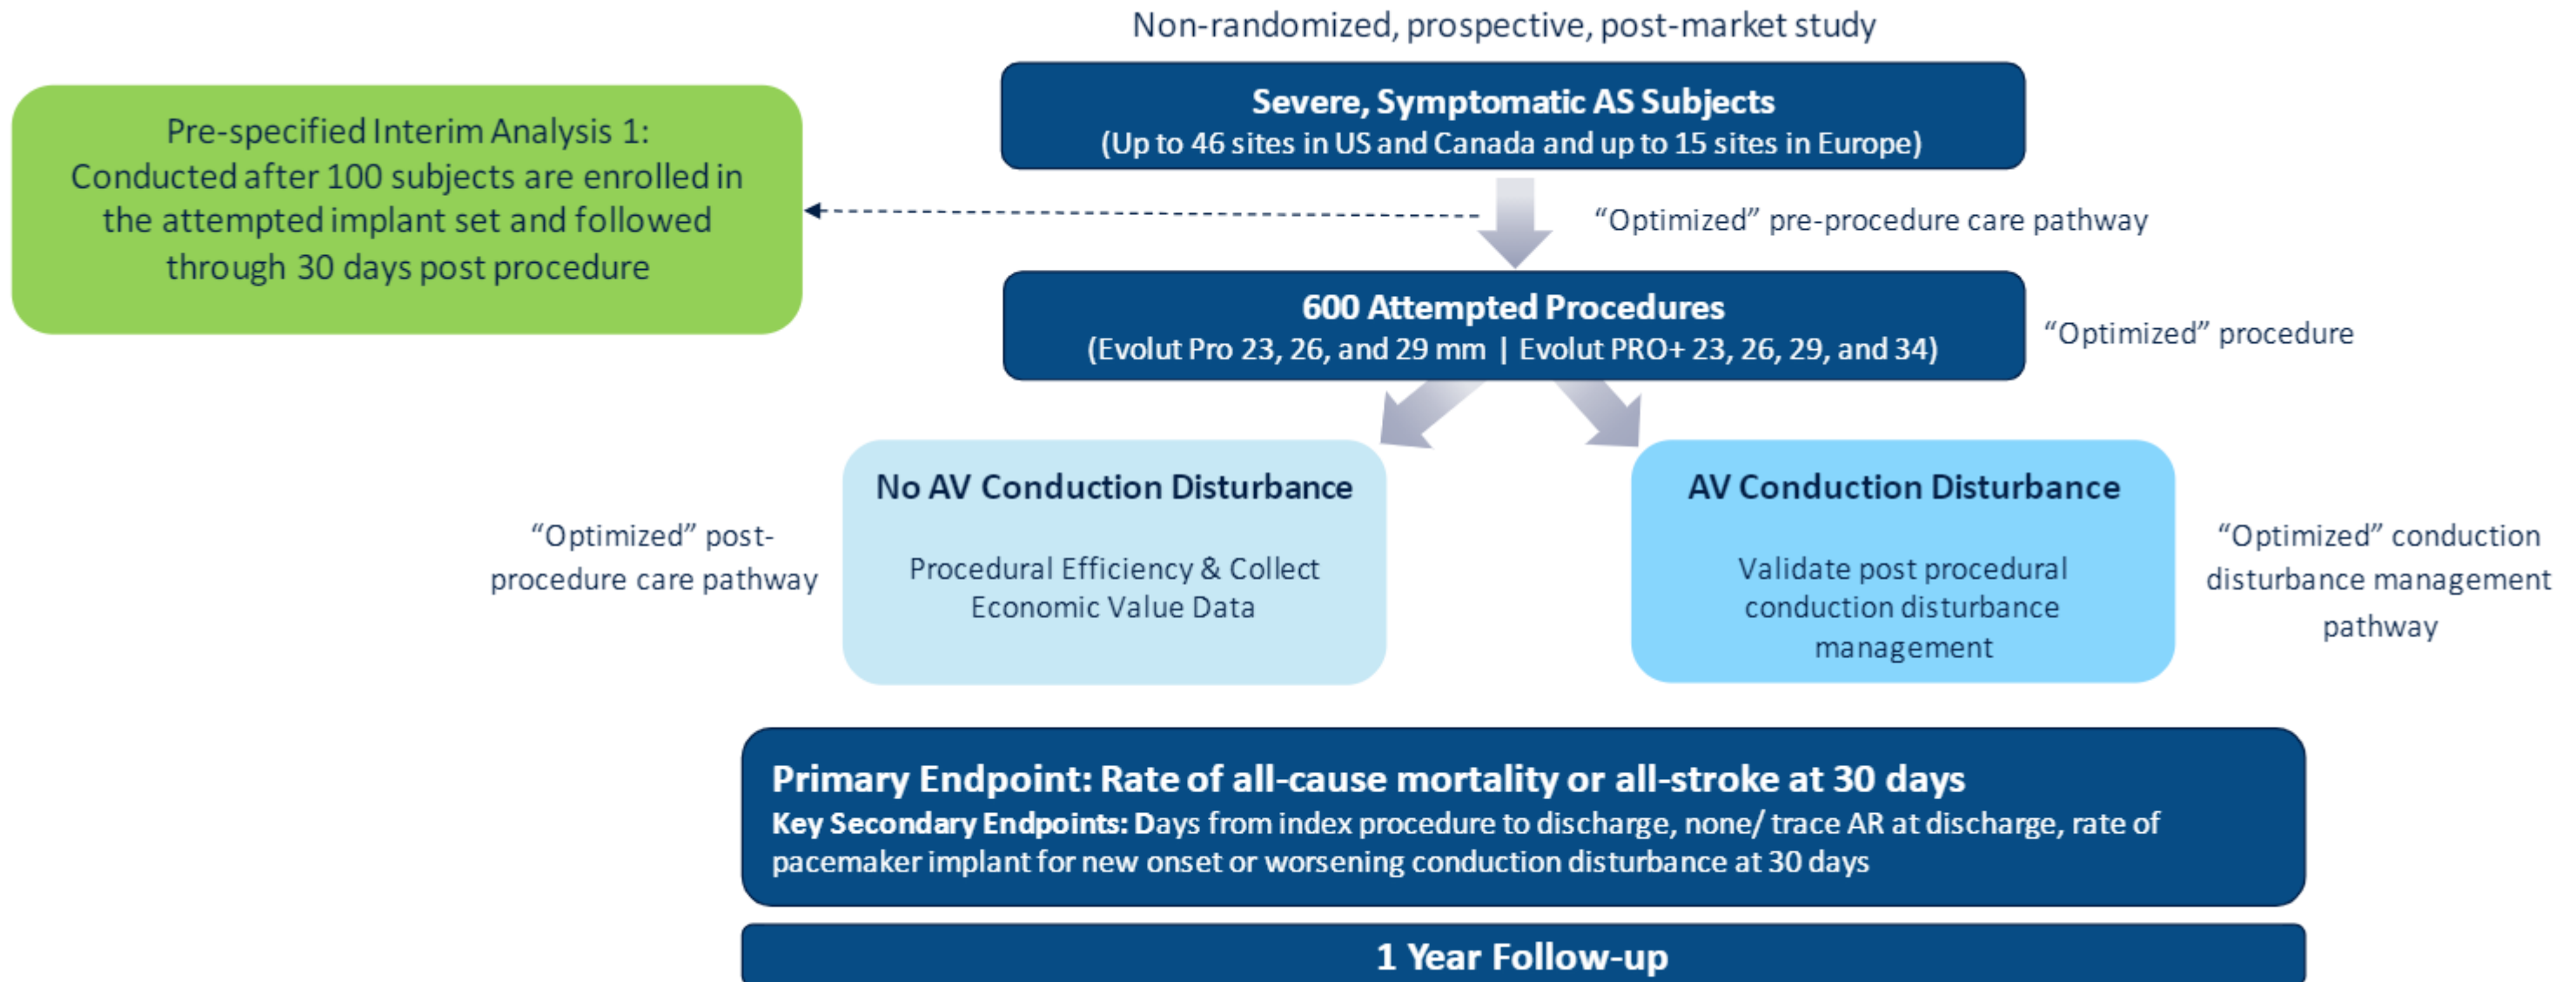 Non-randomized, prospective, post-market study
Severe, Symptomatic AS Subjects
(Up to 46 sites in US and Canada and up to 15 sites in Europe)
Pre-specified Interim Analysis 1:
Conducted after 100 subjects are enrolled in
the attempted implant set and followed
through 30 days post procedure
“Optimized” pre-procedure care pathway
600 Attempted Procedures
(Evolut Pro 23, 26, and 29 mm | Evolut PRO+ 23, 26, 29, and 34)
“Optimized” procedure
“Optimized” post-
procedure care pathway
No AV Conduction Disturbance
Procedural Efficiency & Collect
Economic Value Data
AV Conduction Disturbance
Validate post procedural
conduction disturbance
management
“Optimized” conduction
disturbance management
pathway
Primary Endpoint: Rate of all-cause mortality or all-stroke at 30 days
Key Secondary Endpoints: Days from index procedure to discharge, none/ trace AR at discharge, rate of
pacemaker implant for new onset or worsening conduction disturbance at 30 days
1 Year Follow-up